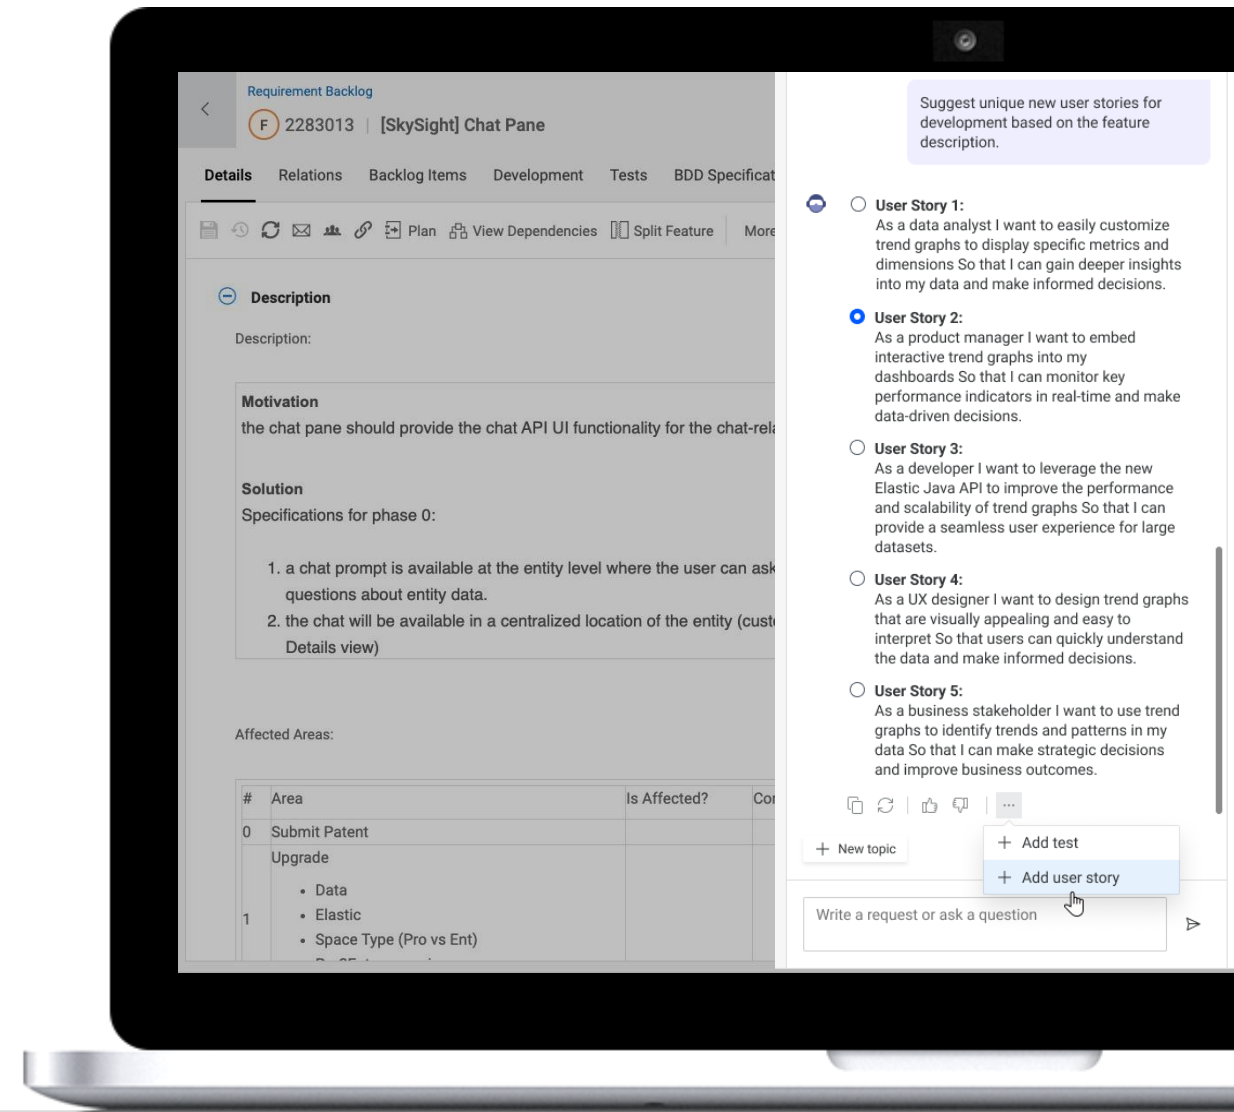 Requirement Backlog
F 2283013 | [SkySight] Chat Pane
Details Relations Backlog Items Development Tests BDD Specificat
Plan View Dependencies Split Feature More
Description
Description:
Motivation
the chat pane should provide the chat API UI functionality for the chat-rela
Solution
Specifications for phase 0:
1. a chat prompt is available at the entity level where the user can ask
questions about entity data.
2. the chat will be available in a centralized location of the entity (custo
Details view)
Affected Areas:
# Area Is Affected? Cor
0 Submit Patent
Upgrade
• Data
1
• Elastic
• Space Type (Pro vs Ent)
Suggest unique new user stories for
development based on the feature
description.
User Story 1:
As a data analyst I want to easily customize
trend graphs to display specific metrics and
dimensions So that I can gain deeper insights
into my data and make informed decisions.
User Story 2:
As a product manager I want to embed
interactive trend graphs into my
dashboards So that I can monitor key
performance indicators in real-time and make
data-driven decisions.
User Story 3:
As a developer I want to leverage the new
Elastic Java API to improve the performance
and scalability of trend graphs So that I can
provide a seamless user experience for large
datasets.
User Story 4:
As a UX designer I want to design trend graphs
that are visually appealing and easy to
interpret So that users can quickly understand
the data and make informed decisions.
User Story 5:
As a business stakeholder I want to use trend
graphs to identify trends and patterns in my
data So that I can make strategic decisions
and improve business outcomes.
+ New topic
+ Add test
+ Add user story
Write a request or ask a question